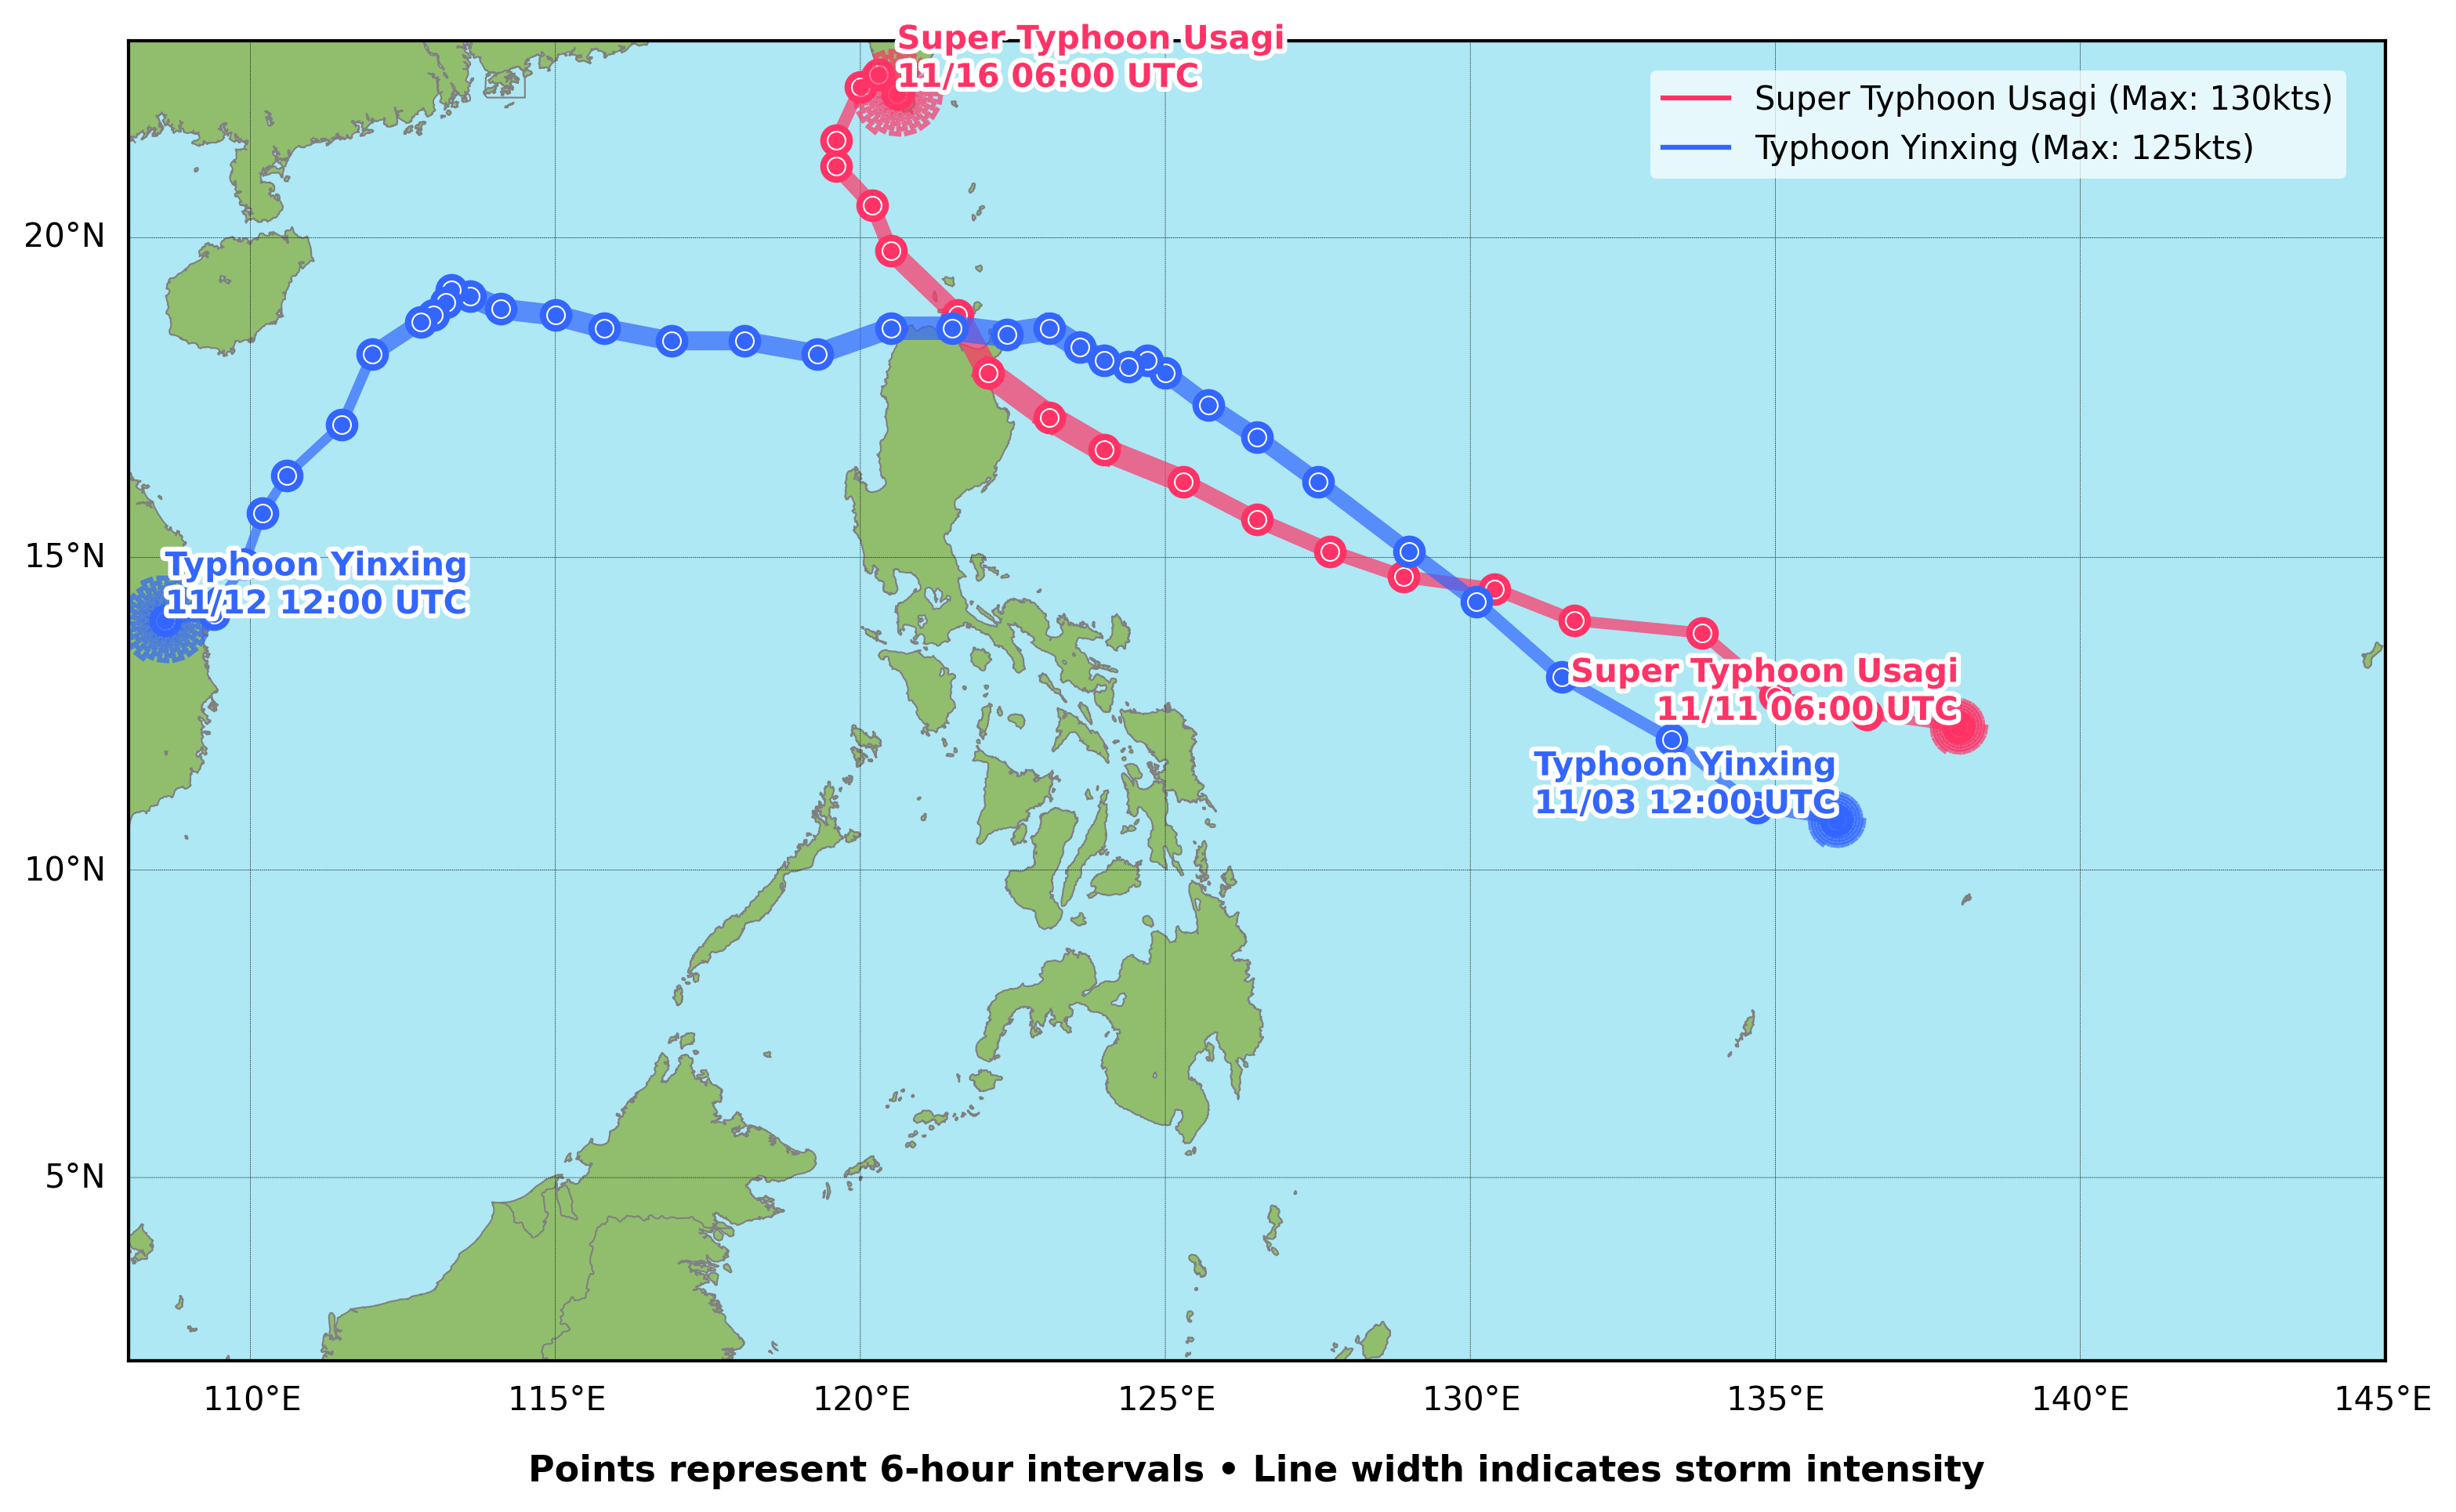 Super Typhoon Usagi
11/16 06:00 UTC
Super Typhoon Usagi (Max: 130kts)
Typhoon Yinxing (Max: 125kts)
20°N
15°N
10°N
5°N
Typhoon Yinxing
11/12 12:00 UTC
Super Typhoon Usagi
11/11 06:00 UTC
Typhoon Yinxing
11/03 12:00 UTC
110°E
115°E
120°E
125°E
130°E
135°E
140°E
145°E
Points represent 6-hour intervals • Line width indicates storm intensity